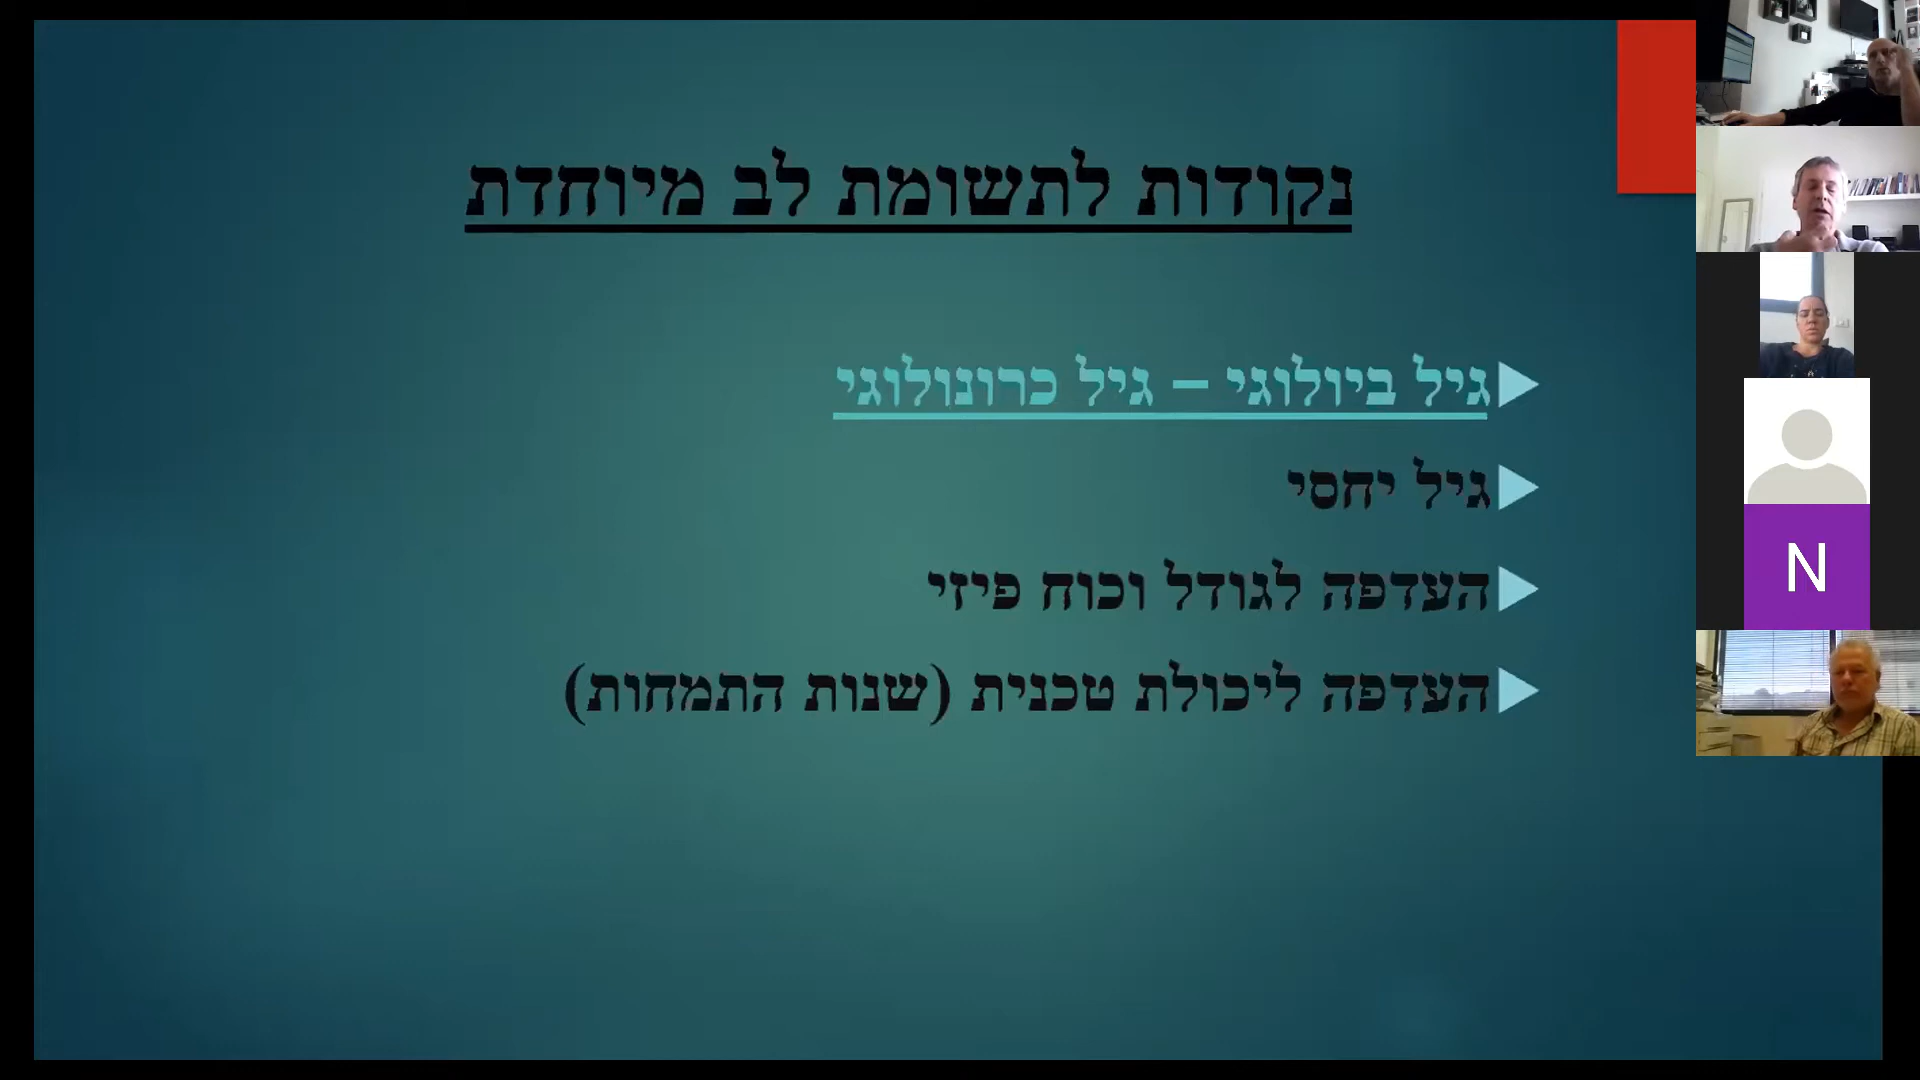 נקודות לתשומת לב מיוחדת
גיל ביולוגי – גיל כרונולוגי
גיל יחסי
העדפה לגודל וכוח פיזי
העדפה ליכולת טכנית (שנות התמחות)
N